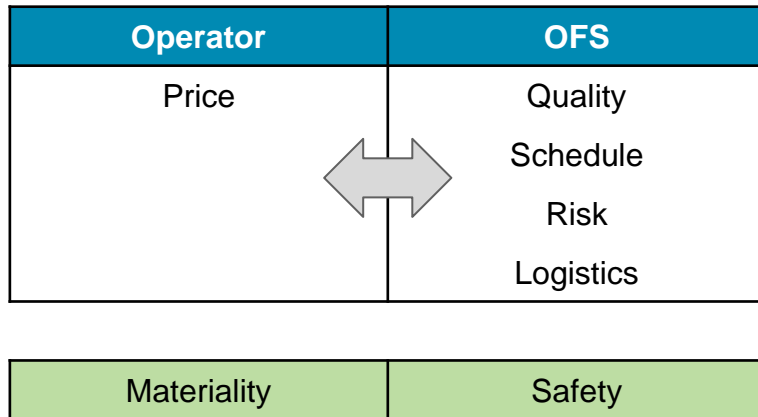 Operator OFS
Price Quality
Schedule
Risk
Logistics
Materiality Safety